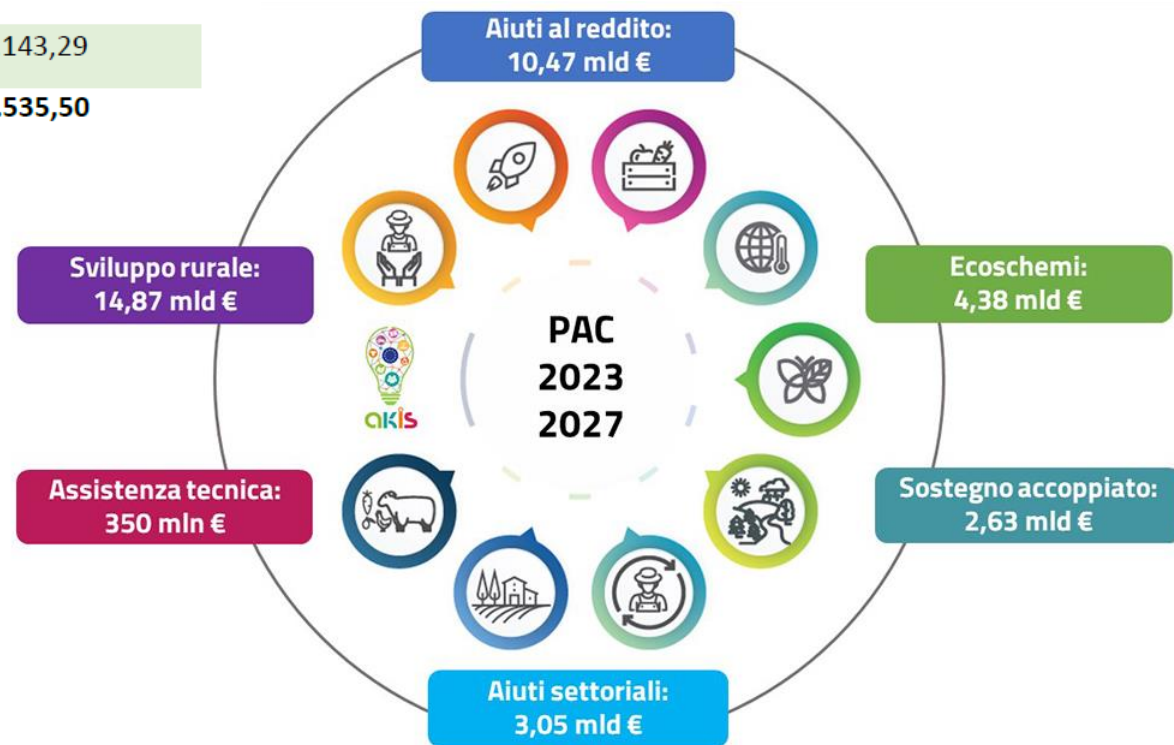 143,29
.535,50
Aiuti al reddito:
10,47 mld €
Sviluppo rurale:
14,87 mld €
Ecoschemi:
4,38 mld €
PAC
2023
2027
akis
Assistenza tecnica:
350 mln €
Sostegno accoppiato:
2,63 mld €
Aiuti settoriali:
3,05 mld €